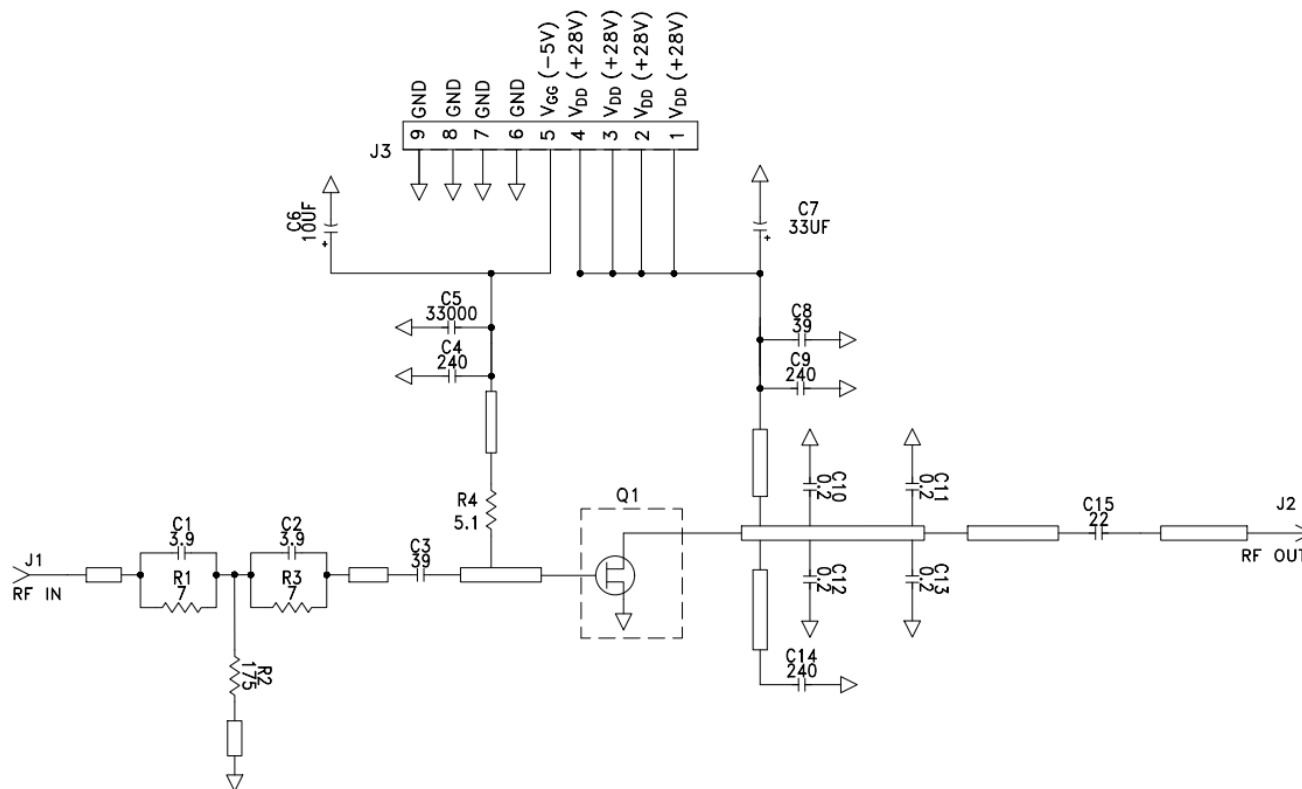 GND
GND
GND
GND
VGG (-5V)
VDD (+28V)
VDD (+28V)
VDD (+28V)
VDD (+28V)
9
8
7
6
5
4
3
2
1
J3
C6
10UF
+
C7
33UF
+
C5
33000
C4
240
C8
39
C9
240
R4
5.1
Q1
C10
0.2
C11
0.2
C15
22
J2
RF OUT
J1
RF IN
C1
3.9
R1
7
C2
3.9
R3
7
C3
39
C12
0.2
C13
0.2
R2
175
C14
240